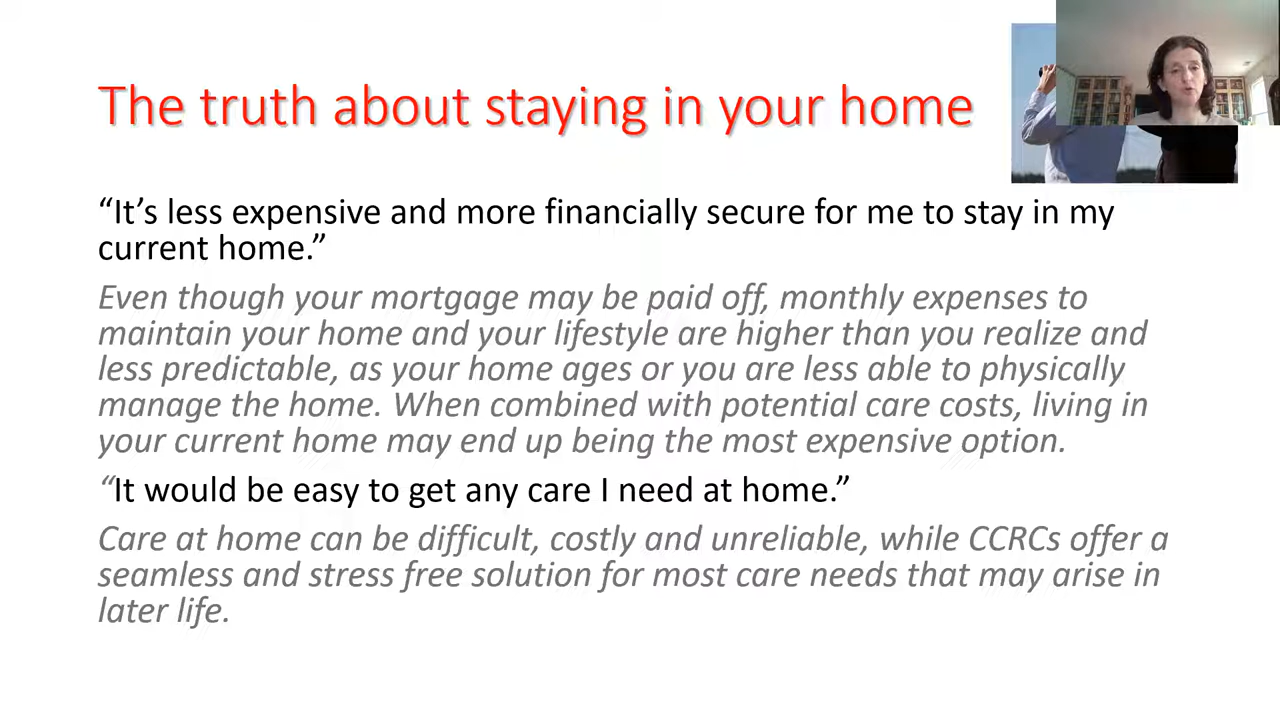 The truth about staying in your home
“It’s less expensive and more financially secure for me to stay in my
current home.”
Even though your mortgage may be paid off, monthly expenses to
maintain your home and your lifestyle are higher than you realize and
less predictable, as your home ages or you are less able to physically
manage the home. When combined with potential care costs, living in
your current home may end up being the most expensive option.
“It would be easy to get any care I need at home.”
Care at home can be difficult, costly and unreliable, while CCRCs offer a
seamless and stress free solution for most care needs that may arise in
later life.